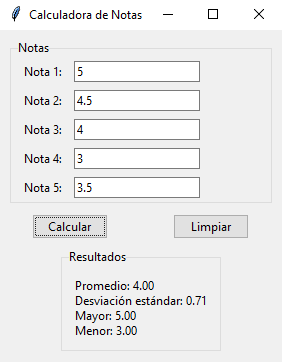 Calculadora de Notas
Notas
Nota 1: 5
Nota 2: 4.5
Nota 3: 4
Nota 4: 3
Nota 5: 3.5
Calcular Limpiar
Resultados
Promedio: 4.00
Desviación estándar: 0.71
Mayor: 5.00
Menor: 3.00